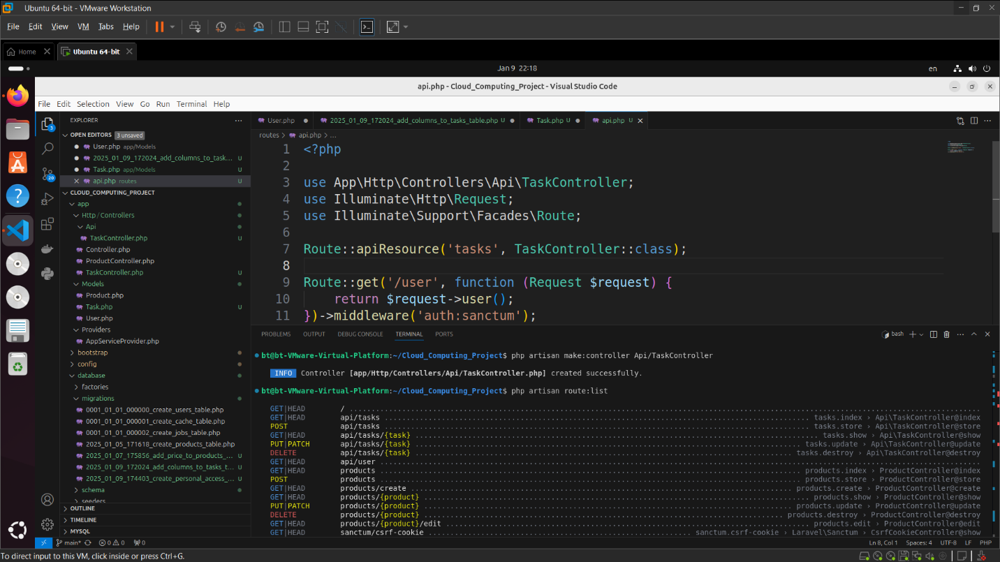 Ubuntu 64-bit - VMware Workstation
File Edit View VM Tabs Help
Home Ubuntu 64-bit
Jan 9 22:18 en
api.php - Cloud_Computing_Project - Visual Studio Code
File Edit Selection View Go Run Terminal Help
EXPLORER
OPEN EDITORS 3 unsaved
User.php app/Models
2025_01_09_172024_add_columns_to_task... U
Task.php app/Models U
api.php routes U
CLOUD_COMPUTING_PROJECT
app
Http / Controllers
Api
TaskController.php U
Controller.php
ProductController.php
TaskController.php U
Models
Product.php
Task.php U
User.php
Providers
AppServiceProvider.php
bootstrap
config
database
factories
migrations
0001_01_01_000000_create_users_table.php
0001_01_01_000001_create_cache_table.php
0001_01_01_000002_create_jobs_table.php
2025_01_05_171618_create_products_table.php
2025_01_07_175856_add_price_to_products_... U
2025_01_09_172024_add_columns_to_tasks_t... U
2025_01_09_174403_create_personal_access_... U
schema
seeders
OUTLINE
TIMELINE
MYSQL
3
20
User.php 2025_01_09_172024_add_columns_to_tasks_table.php U Task.php U api.php U
routes > api.php > ...
1 <?php
2
3 use App\Http\Controllers\Api\TaskController;
4 use Illuminate\Http\Request;
5 use Illuminate\Support\Facades\Route;
6
7 Route::apiResource('tasks', TaskController::class);
8
9 Route::get('/user', function (Request $request) {
10 return $request->user();
11 })->middleware('auth:sanctum');
PROBLEMS OUTPUT DEBUG CONSOLE TERMINAL PORTS bash
bt@bt-VMware-Virtual-Platform:~/Cloud_Computing_Project$ php artisan make:controller Api/TaskController
INFO Controller [app/Http/Controllers/Api/TaskController.php] created successfully.
bt@bt-VMware-Virtual-Platform:~/Cloud_Computing_Project$ php artisan route:list
GET|HEAD /
GET|HEAD api/tasks tasks.index › Api\TaskController@index
POST api/tasks tasks.store › Api\TaskController@store
GET|HEAD api/tasks/{task} tasks.show › Api\TaskController@show
PUT|PATCH api/tasks/{task} tasks.update › Api\TaskController@update
DELETE api/tasks/{task} tasks.destroy › Api\TaskController@destroy
GET|HEAD api/user
GET|HEAD products products.index › ProductController@index
POST products products.store › ProductController@store
GET|HEAD products/create products.create › ProductController@create
GET|HEAD products/{product} products.show › ProductController@show
PUT|PATCH products/{product} products.update › ProductController@update
DELETE products/{product} products.destroy › ProductController@destroy
GET|HEAD products/{product}/edit products.edit › ProductController@edit
GET|HEAD sanctum/csrf-cookie sanctum.csrf-cookie › Laravel\Sanctum › CsrfCookieController@show
main* 0 0 0 Ln 8, Col 1 Spaces: 4 UTF-8 LF PHP
To direct input to this VM, click inside or press Ctrl+G.